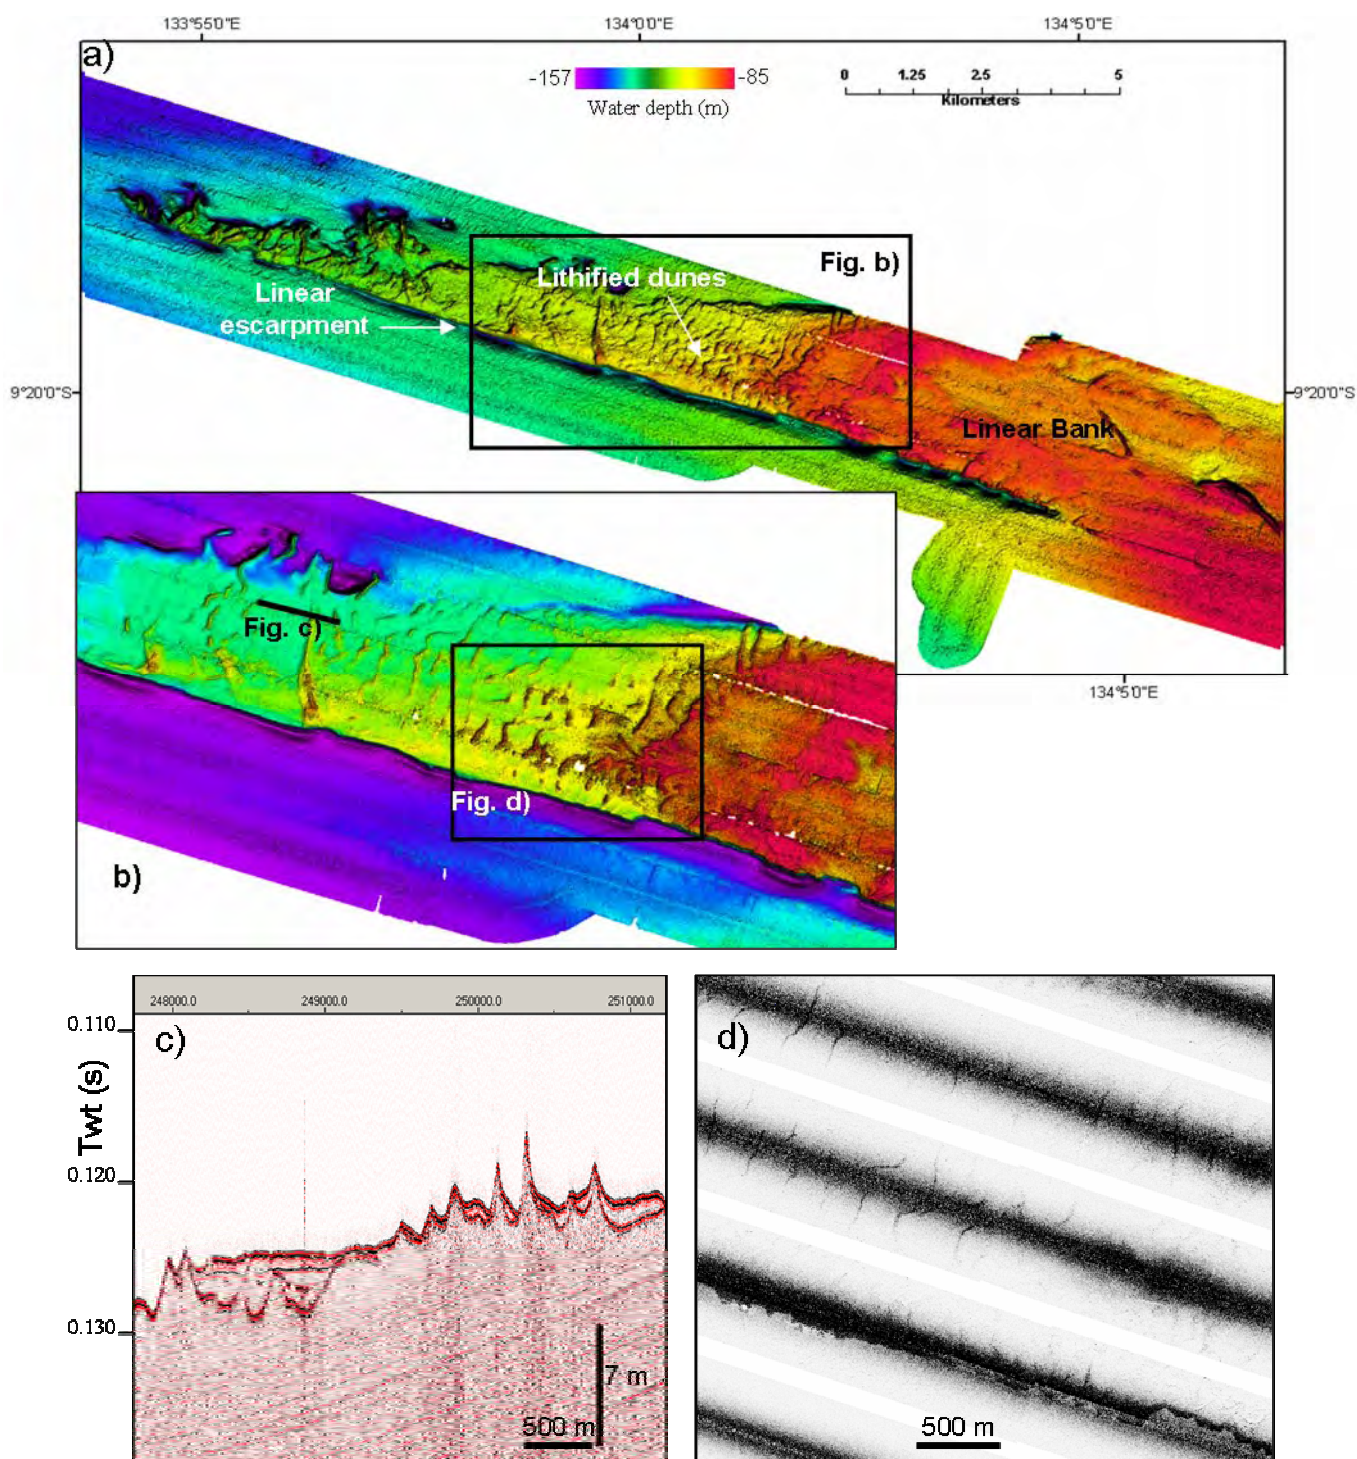 133°55'0"E
134°0'0"E
134°5'0"E
a)
-157
-85
Water depth (m)
0
1.25
2.5
5
Kilometers
Fig. b)
Lithified dunes
Linear
escarpment
9°20'0"S
9°20'0"S
Linear Bank
Fig. c)
134°5'0"E
Fig. d)
b)
248000.0
249000.0
250000.0
251000.0
0.110
c)
d)
Twt (s)
0.120
0.130
7 m
500 m
500 m